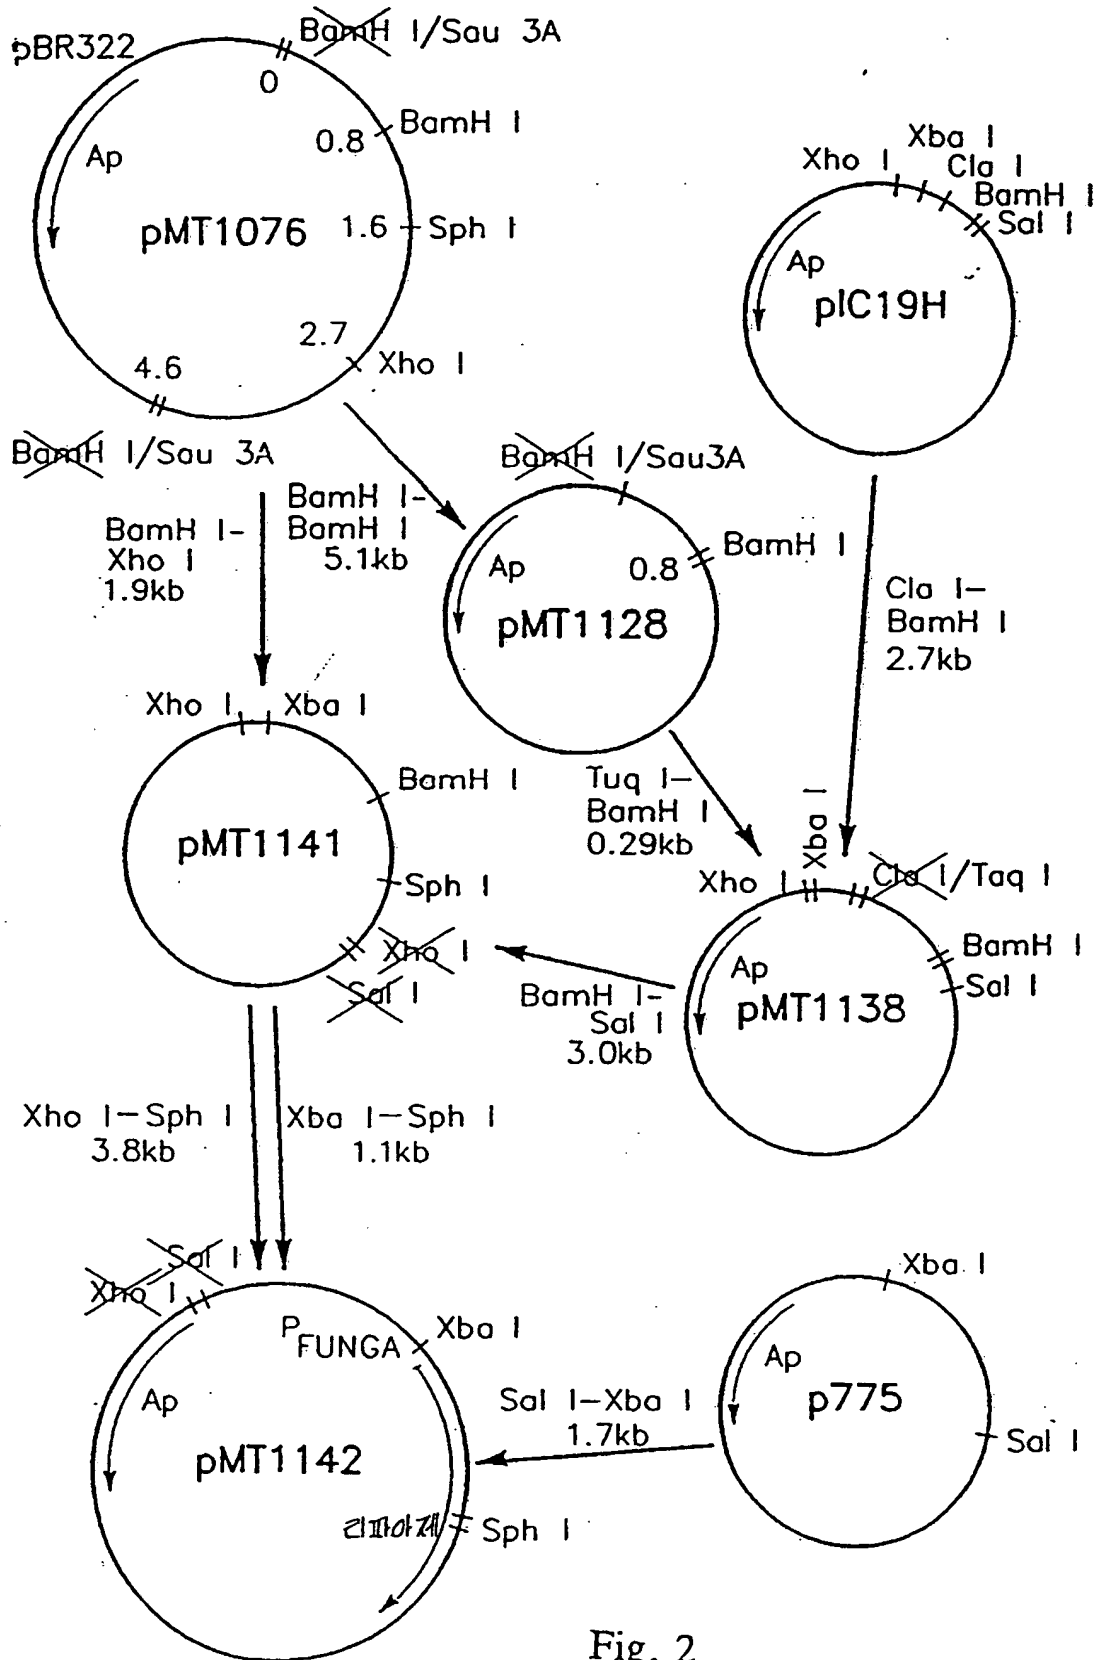 pBR322
BamH I/Sau 3A
0
0.8
BamH I
Ap
pMT1076
1.6
Sph I
2.7
Xho I
4.6
BamH I/Sau 3A
Xho I
Xba I
Cla I
BamH I
Sal I
Ap
pIC19H
BamH I-
Xho I
1.9kb
BamH I-
BamH I
5.1kb
BamH I/Sau3A
BamH I
0.8
Ap
pMT1128
Cla I-
BamH I
2.7kb
Xho I
Xba I
BamH I
pMT1141
Sph I
Xho I
Sal I
Tuq I-
BamH I
0.29kb
Xho I
Xba I
Cla I/Taq I
BamH I
Sal I
Ap
pMT1138
BamH I-
Sal I
3.0kb
Xho I-Sph I
3.8kb
Xba I-Sph I
1.1kb
Sal I
Xho I
PFUNGA
Xba I
Ap
pMT1142
리파아제
Sph I
Sal I-Xba I
1.7kb
Xba I
Ap
p775
Sal I
Fig. 2